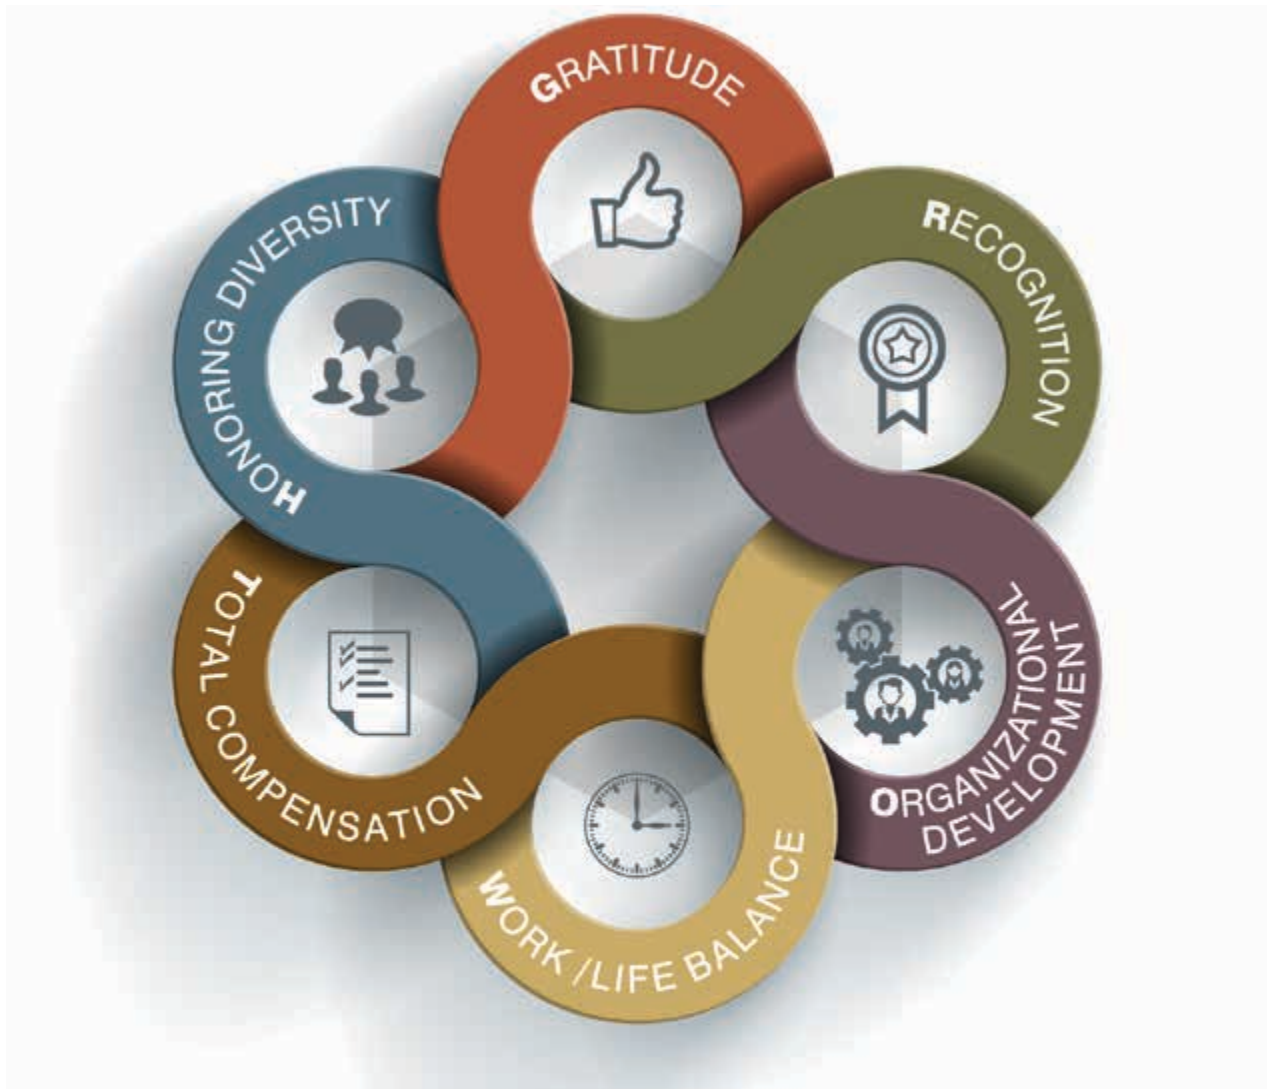 GRATITUDE
RECOGNITION
ORGANIZATIONAL
DEVELOPMENT
WORK /LIFE BALANCE
TOTAL COMPENSATION
HONORING DIVERSITY